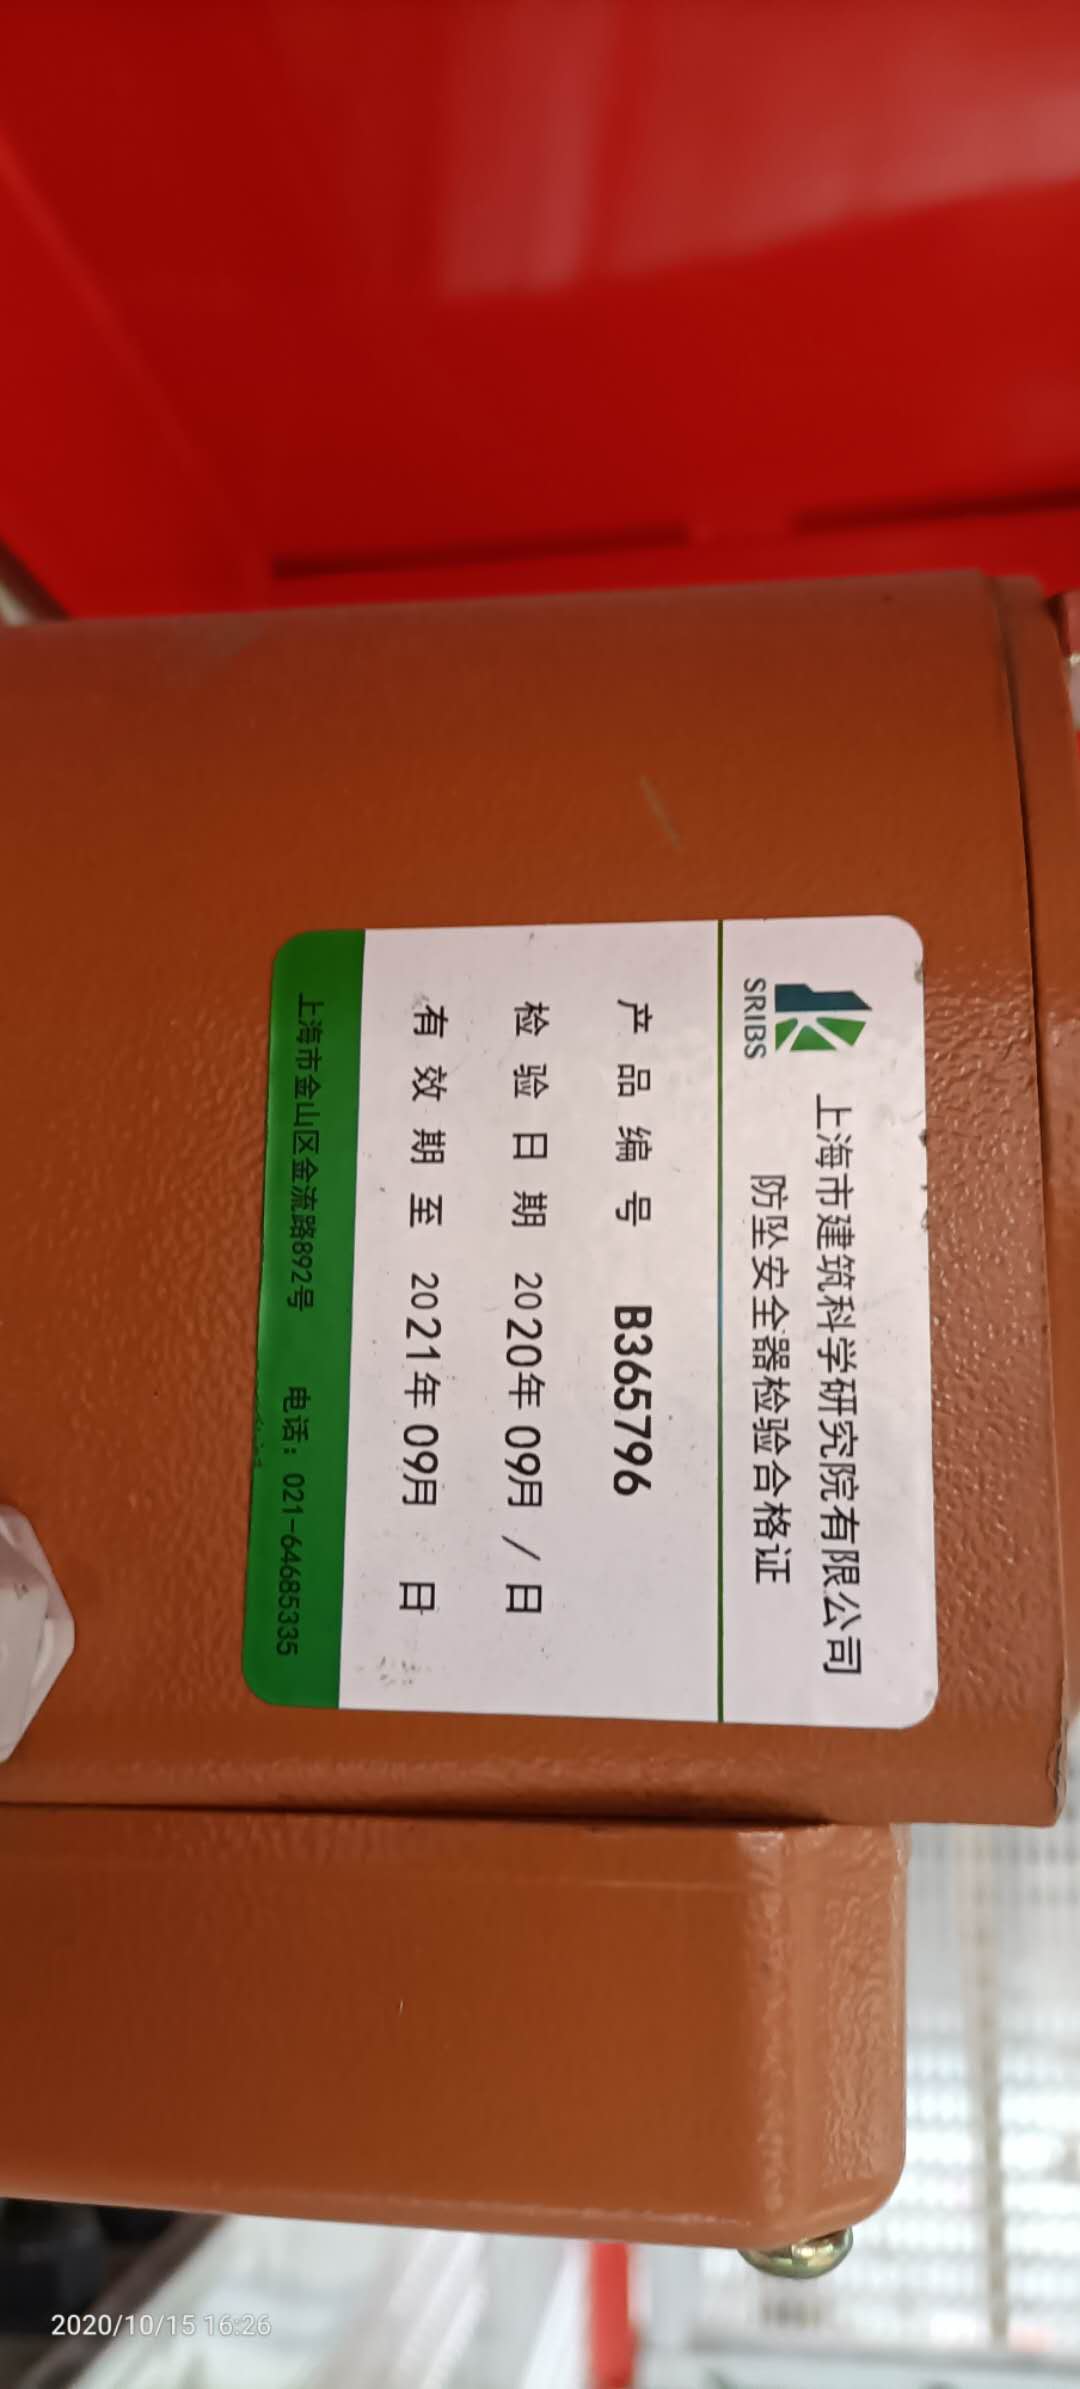 SRIBS
上海市建筑科学研究院有限公司
防坠安全器检验合格证
产品编号 B365796
检验日期 2020年09月/日
有效期至 2021年09月 日
上海市金山区金流路892号 电话：021-64685335
2020/10/15 16:26